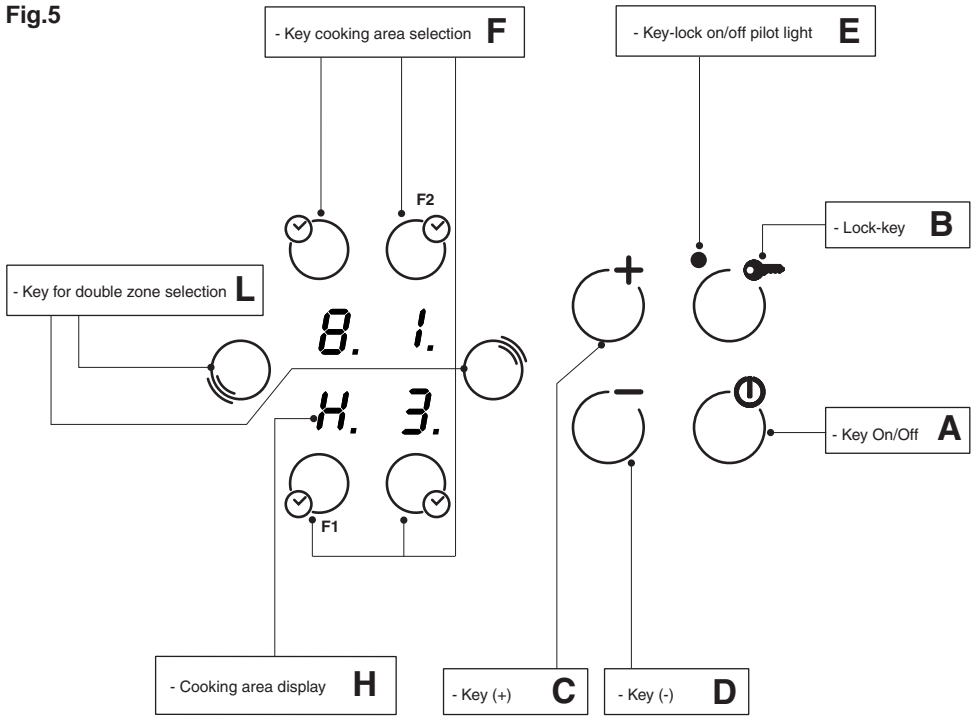 Fig.5
- Key cooking area selection F
- Key-lock on/off pilot light E
F2
- Lock-key B
- Key for double zone selection L
8. 1.
H. 3.
- Key On/Off A
F1
- Cooking area display H
- Key (+) C
- Key (-) D